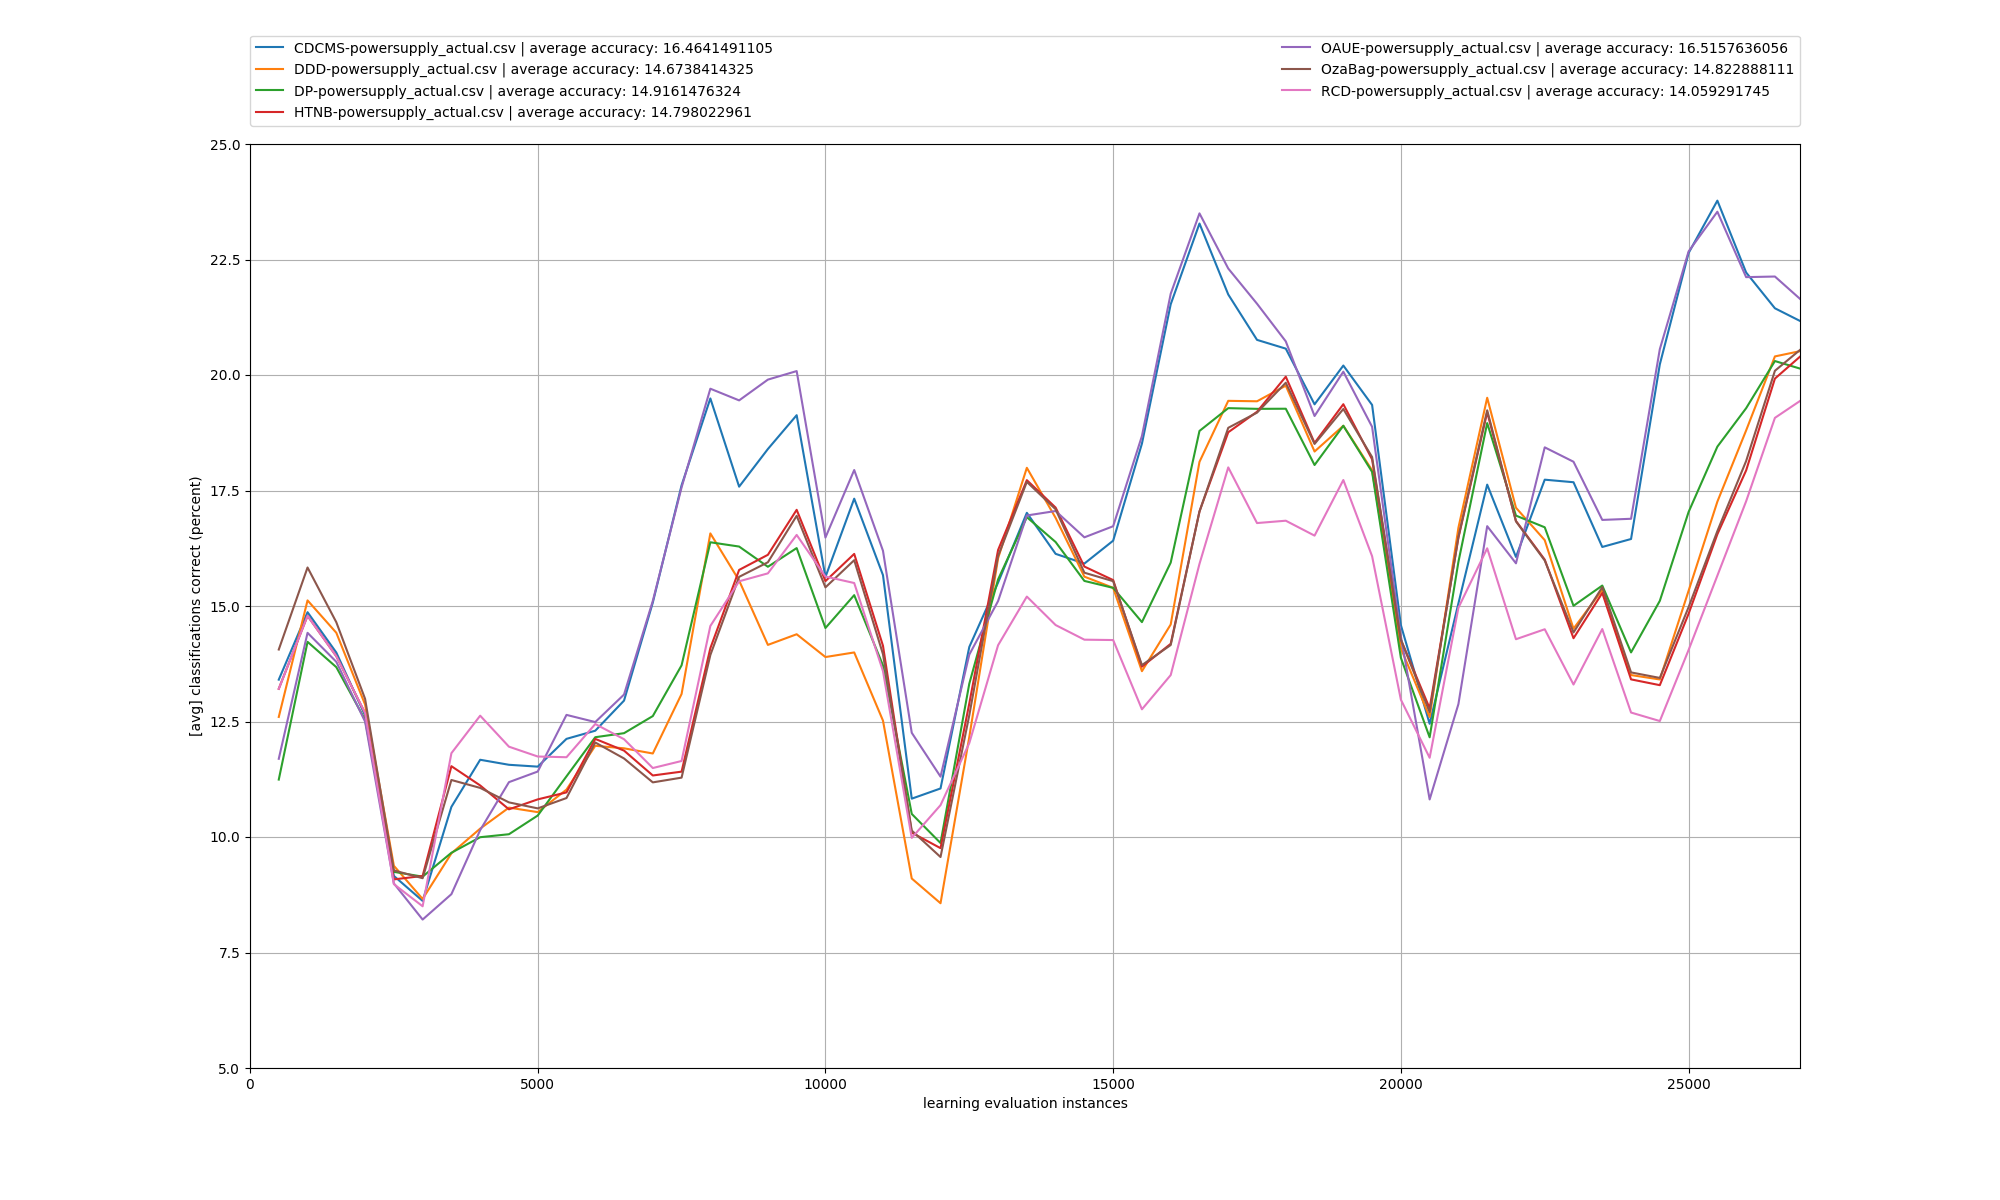 CDCMS-powersupply_actual.csv | average accuracy: 16.4641491105
DDD-powersupply_actual.csv | average accuracy: 14.6738414325
DP-powersupply_actual.csv | average accuracy: 14.9161476324
HTNB-powersupply_actual.csv | average accuracy: 14.798022961
OAUE-powersupply_actual.csv | average accuracy: 16.5157636056
OzaBag-powersupply_actual.csv | average accuracy: 14.822888111
RCD-powersupply_actual.csv | average accuracy: 14.059291745
[avg] classifications correct (percent)
25.0
22.5
20.0
17.5
15.0
12.5
10.0
7.5
5.0
0 5000 10000 15000 20000 25000
learning evaluation instances